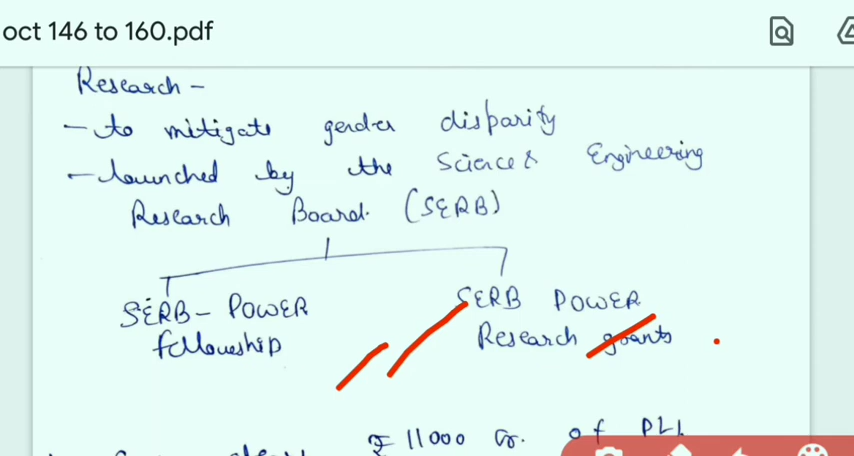 oct 146 to 160.pdf
Research -
- to mitigate gender disparity
- launched by the Science & Engineering
Research Board. (SERB)
SERB - POWER
fellowship
SERB POWER
Research grants
₹ 11000 cr. of PLI